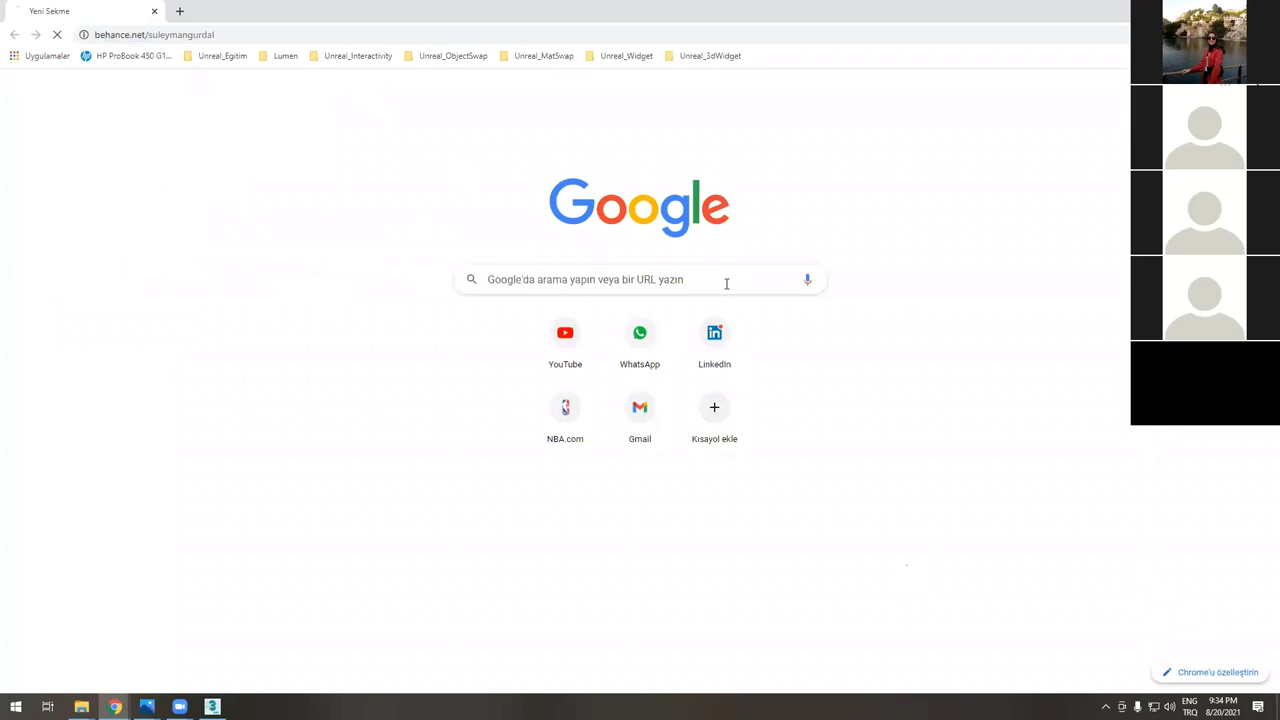 Yeni Sekme
behance.net/suleymangurdal
Uygulamalar HP ProBook 450 G1... Unreal_Egitim Lumen Unreal_Interactivity Unreal_ObjectSwap Unreal_MatSwap Unreal_Widget Unreal_3dWidget
Google
Google'da arama yapın veya bir URL yazın
YouTube WhatsApp LinkedIn
NBA.com Gmail Kısayol ekle
Chrome'u özelleştirin
ENG 9:34 PM
TRQ 8/20/2021